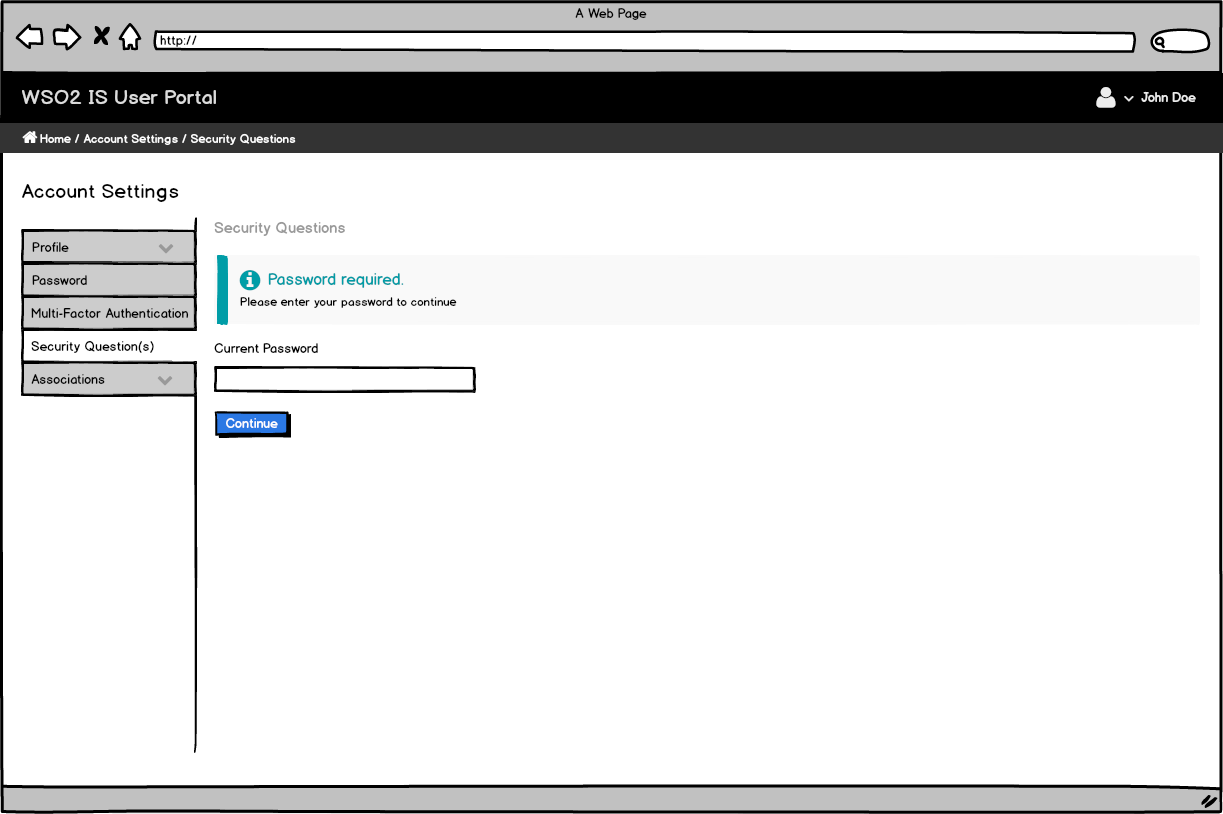 A Web Page
http://
WSO2 IS User Portal
John Doe
Home / Account Settings / Security Questions
Account Settings
Profile
Password
Multi-Factor Authentication
Security Question(s)
Associations
Security Questions
Password required.
Please enter your password to continue
Current Password
Continue